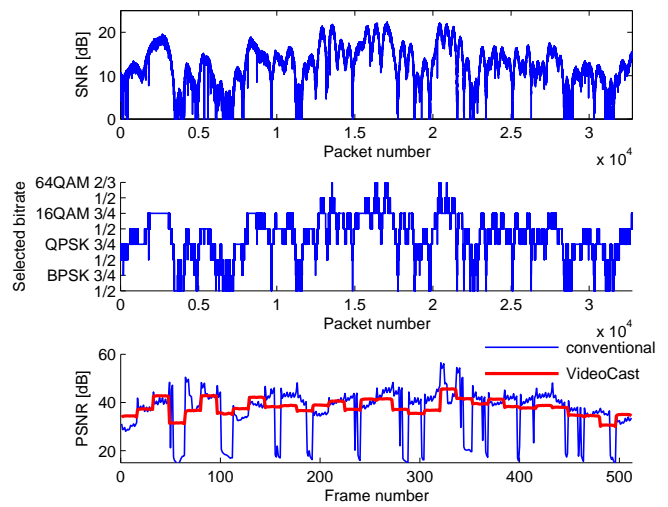 20
10
0
SNR [dB]
0 0.5 1 1.5 2 2.5 3
Packet number
x 10^4
64QAM 2/3
1/2
16QAM 3/4
1/2
QPSK 3/4
1/2
BPSK 3/4
1/2
Selected bitrate
0 0.5 1 1.5 2 2.5 3
Packet number
x 10^4
conventional
VideoCast
60
40
20
PSNR [dB]
0 100 200 300 400 500
Frame number